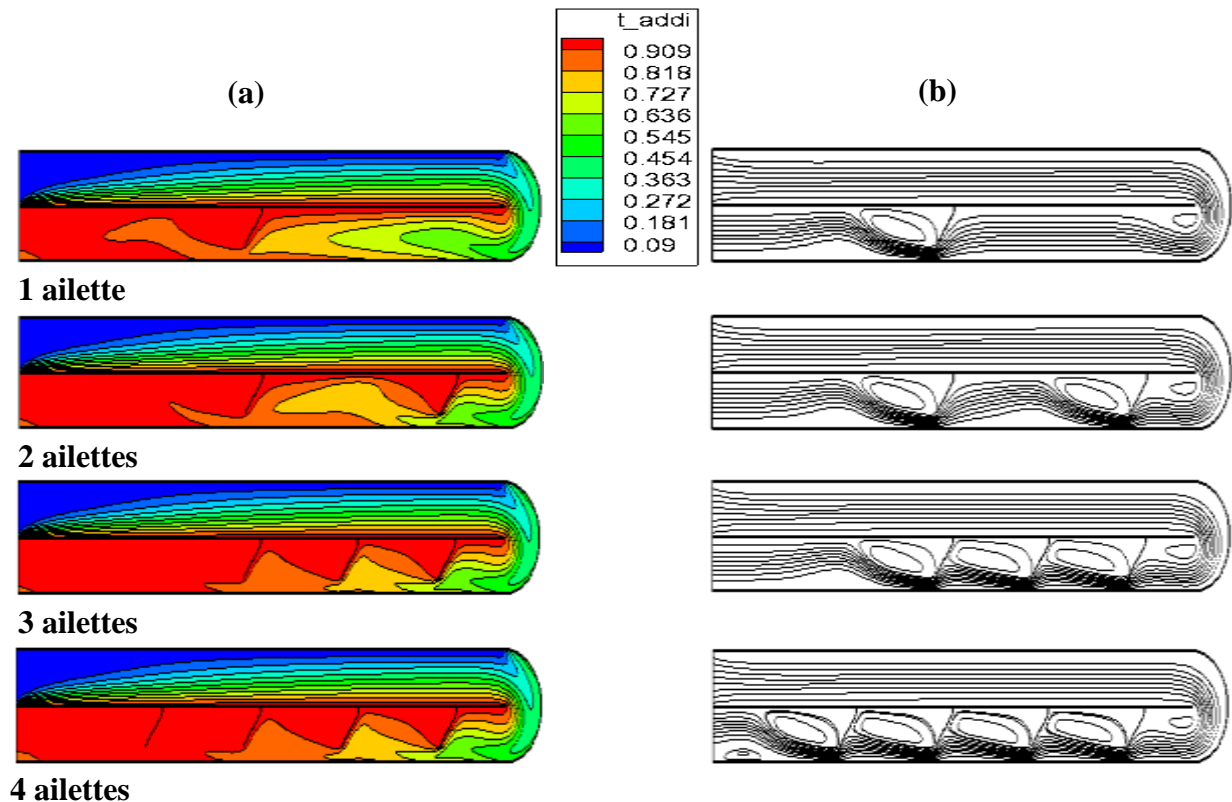 t_addi
0.909
0.818
0.727
0.636
0.545
0.454
0.363
0.272
0.181
0.09
(a)
(b)
1 ailette
2 ailettes
3 ailettes
4 ailettes